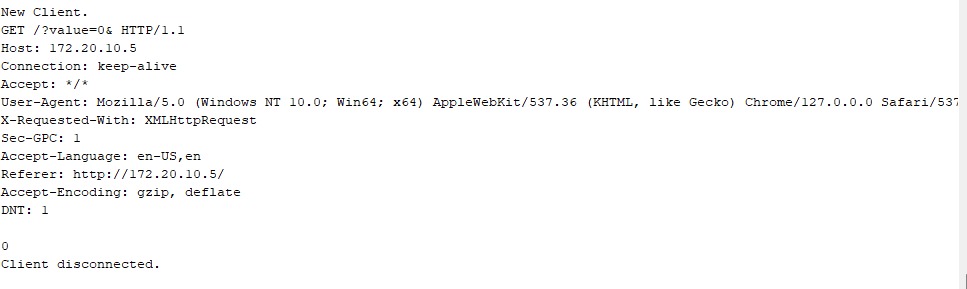 New Client.
GET /?value=0& HTTP/1.1
Host: 172.20.10.5
Connection: keep-alive
Accept: */*
User-Agent: Mozilla/5.0 (Windows NT 10.0; Win64; x64) AppleWebKit/537.36 (KHTML, like Gecko) Chrome/127.0.0.0 Safari/537
X-Requested-With: XMLHttpRequest
Sec-GPC: 1
Accept-Language: en-US,en
Referer: http://172.20.10.5/
Accept-Encoding: gzip, deflate
DNT: 1
0
Client disconnected.